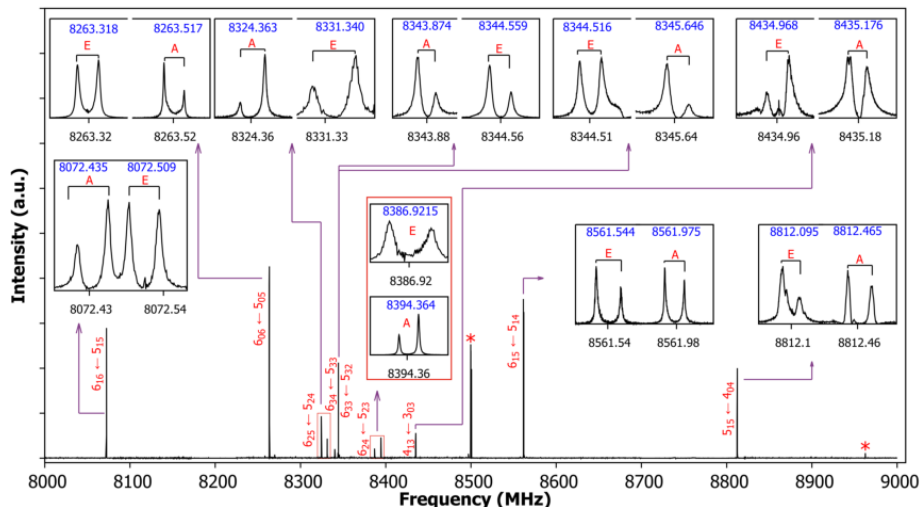 8263.318 8263.517
E A
8263.32 8263.52
8324.363 8331.340
A E
8324.36 8331.33
8343.874 8344.559
A E
8343.88 8344.56
8344.516 8345.646
E A
8344.51 8345.64
8434.968 8435.176
E A
8434.96 8435.18
8072.435 8072.509
A E
8072.43 8072.54
8386.9215
E
8386.92
8394.364
A
8394.36
8561.544 8561.975
E A
8561.54 8561.98
8812.095 8812.465
E A
8812.1 8812.46
Intensity (a.u.)
6₁₆ ← 5₁₅
6₀₆ ← 5₀₅
6₂₅ ← 5₂₄
6₃₄ ← 5₃₃
6₃₃ ← 5₃₂
6₂₄ ← 5₂₃
4₁₃ ← 3₀₃
*
6₁₅ ← 5₁₄
5₁₅ ← 4₀₄
*
8000 8100 8200 8300 8400 8500 8600 8700 8800 8900 9000
Frequency (MHz)